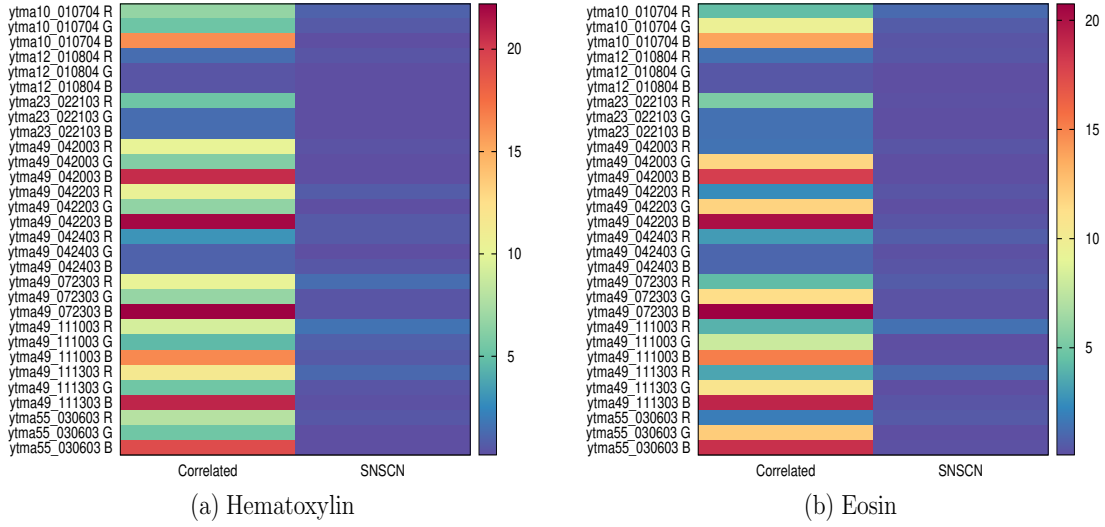 ytma10_010704 R
ytma10_010704 G
ytma10_010704 B
ytma12_010804 R
ytma12_010804 G
ytma12_010804 B
ytma23_022103 R
ytma23_022103 G
ytma23_022103 B
ytma49_042003 R
ytma49_042003 G
ytma49_042003 B
ytma49_042203 R
ytma49_042203 G
ytma49_042203 B
ytma49_042403 R
ytma49_042403 G
ytma49_042403 B
ytma49_072303 R
ytma49_072303 G
ytma49_072303 B
ytma49_111003 R
ytma49_111003 G
ytma49_111003 B
ytma49_111303 R
ytma49_111303 G
ytma49_111303 B
ytma55_030603 R
ytma55_030603 G
ytma55_030603 B
Correlated SNSCN
20
15
10
5
(a) Hematoxylin
ytma10_010704 R
ytma10_010704 G
ytma10_010704 B
ytma12_010804 R
ytma12_010804 G
ytma12_010804 B
ytma23_022103 R
ytma23_022103 G
ytma23_022103 B
ytma49_042003 R
ytma49_042003 G
ytma49_042003 B
ytma49_042203 R
ytma49_042203 G
ytma49_042203 B
ytma49_042403 R
ytma49_042403 G
ytma49_042403 B
ytma49_072303 R
ytma49_072303 G
ytma49_072303 B
ytma49_111003 R
ytma49_111003 G
ytma49_111003 B
ytma49_111303 R
ytma49_111303 G
ytma49_111303 B
ytma55_030603 R
ytma55_030603 G
ytma55_030603 B
Correlated SNSCN
20
15
10
5
(b) Eosin